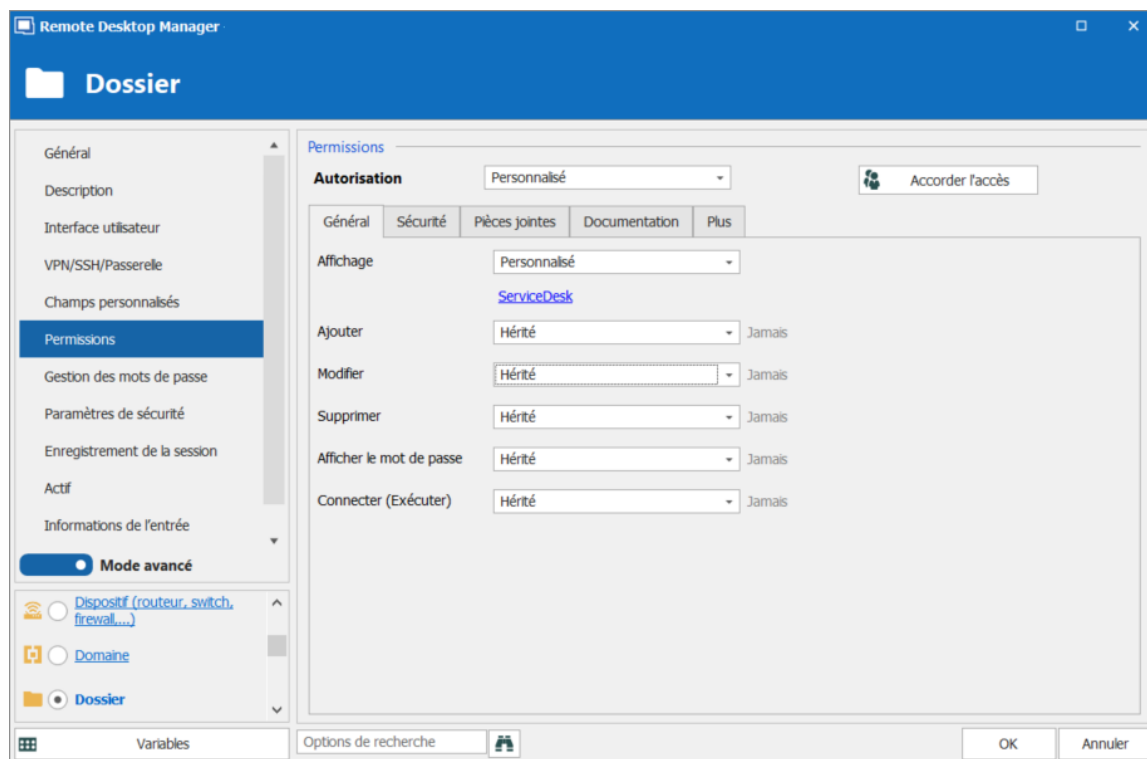 Remote Desktop Manager
Dossier
Général
Description
Interface utilisateur
VPN/SSH/Passerelle
Champs personnalisés
Permissions
Gestion des mots de passe
Paramètres de sécurité
Enregistrement de la session
Actif
Informations de l'entrée
Mode avancé
Dispositif (routeur, switch,
firewall,...)
Domaine
Dossier
Variables
Permissions
Autorisation Personnalisé Accorder l'accès
Général Sécurité Pièces jointes Documentation Plus
Affichage Personnalisé
ServiceDesk
Ajouter Hérité Jamais
Modifier Hérité Jamais
Supprimer Hérité Jamais
Afficher le mot de passe Hérité Jamais
Connecter (Exécuter) Hérité Jamais
Options de recherche OK Annuler